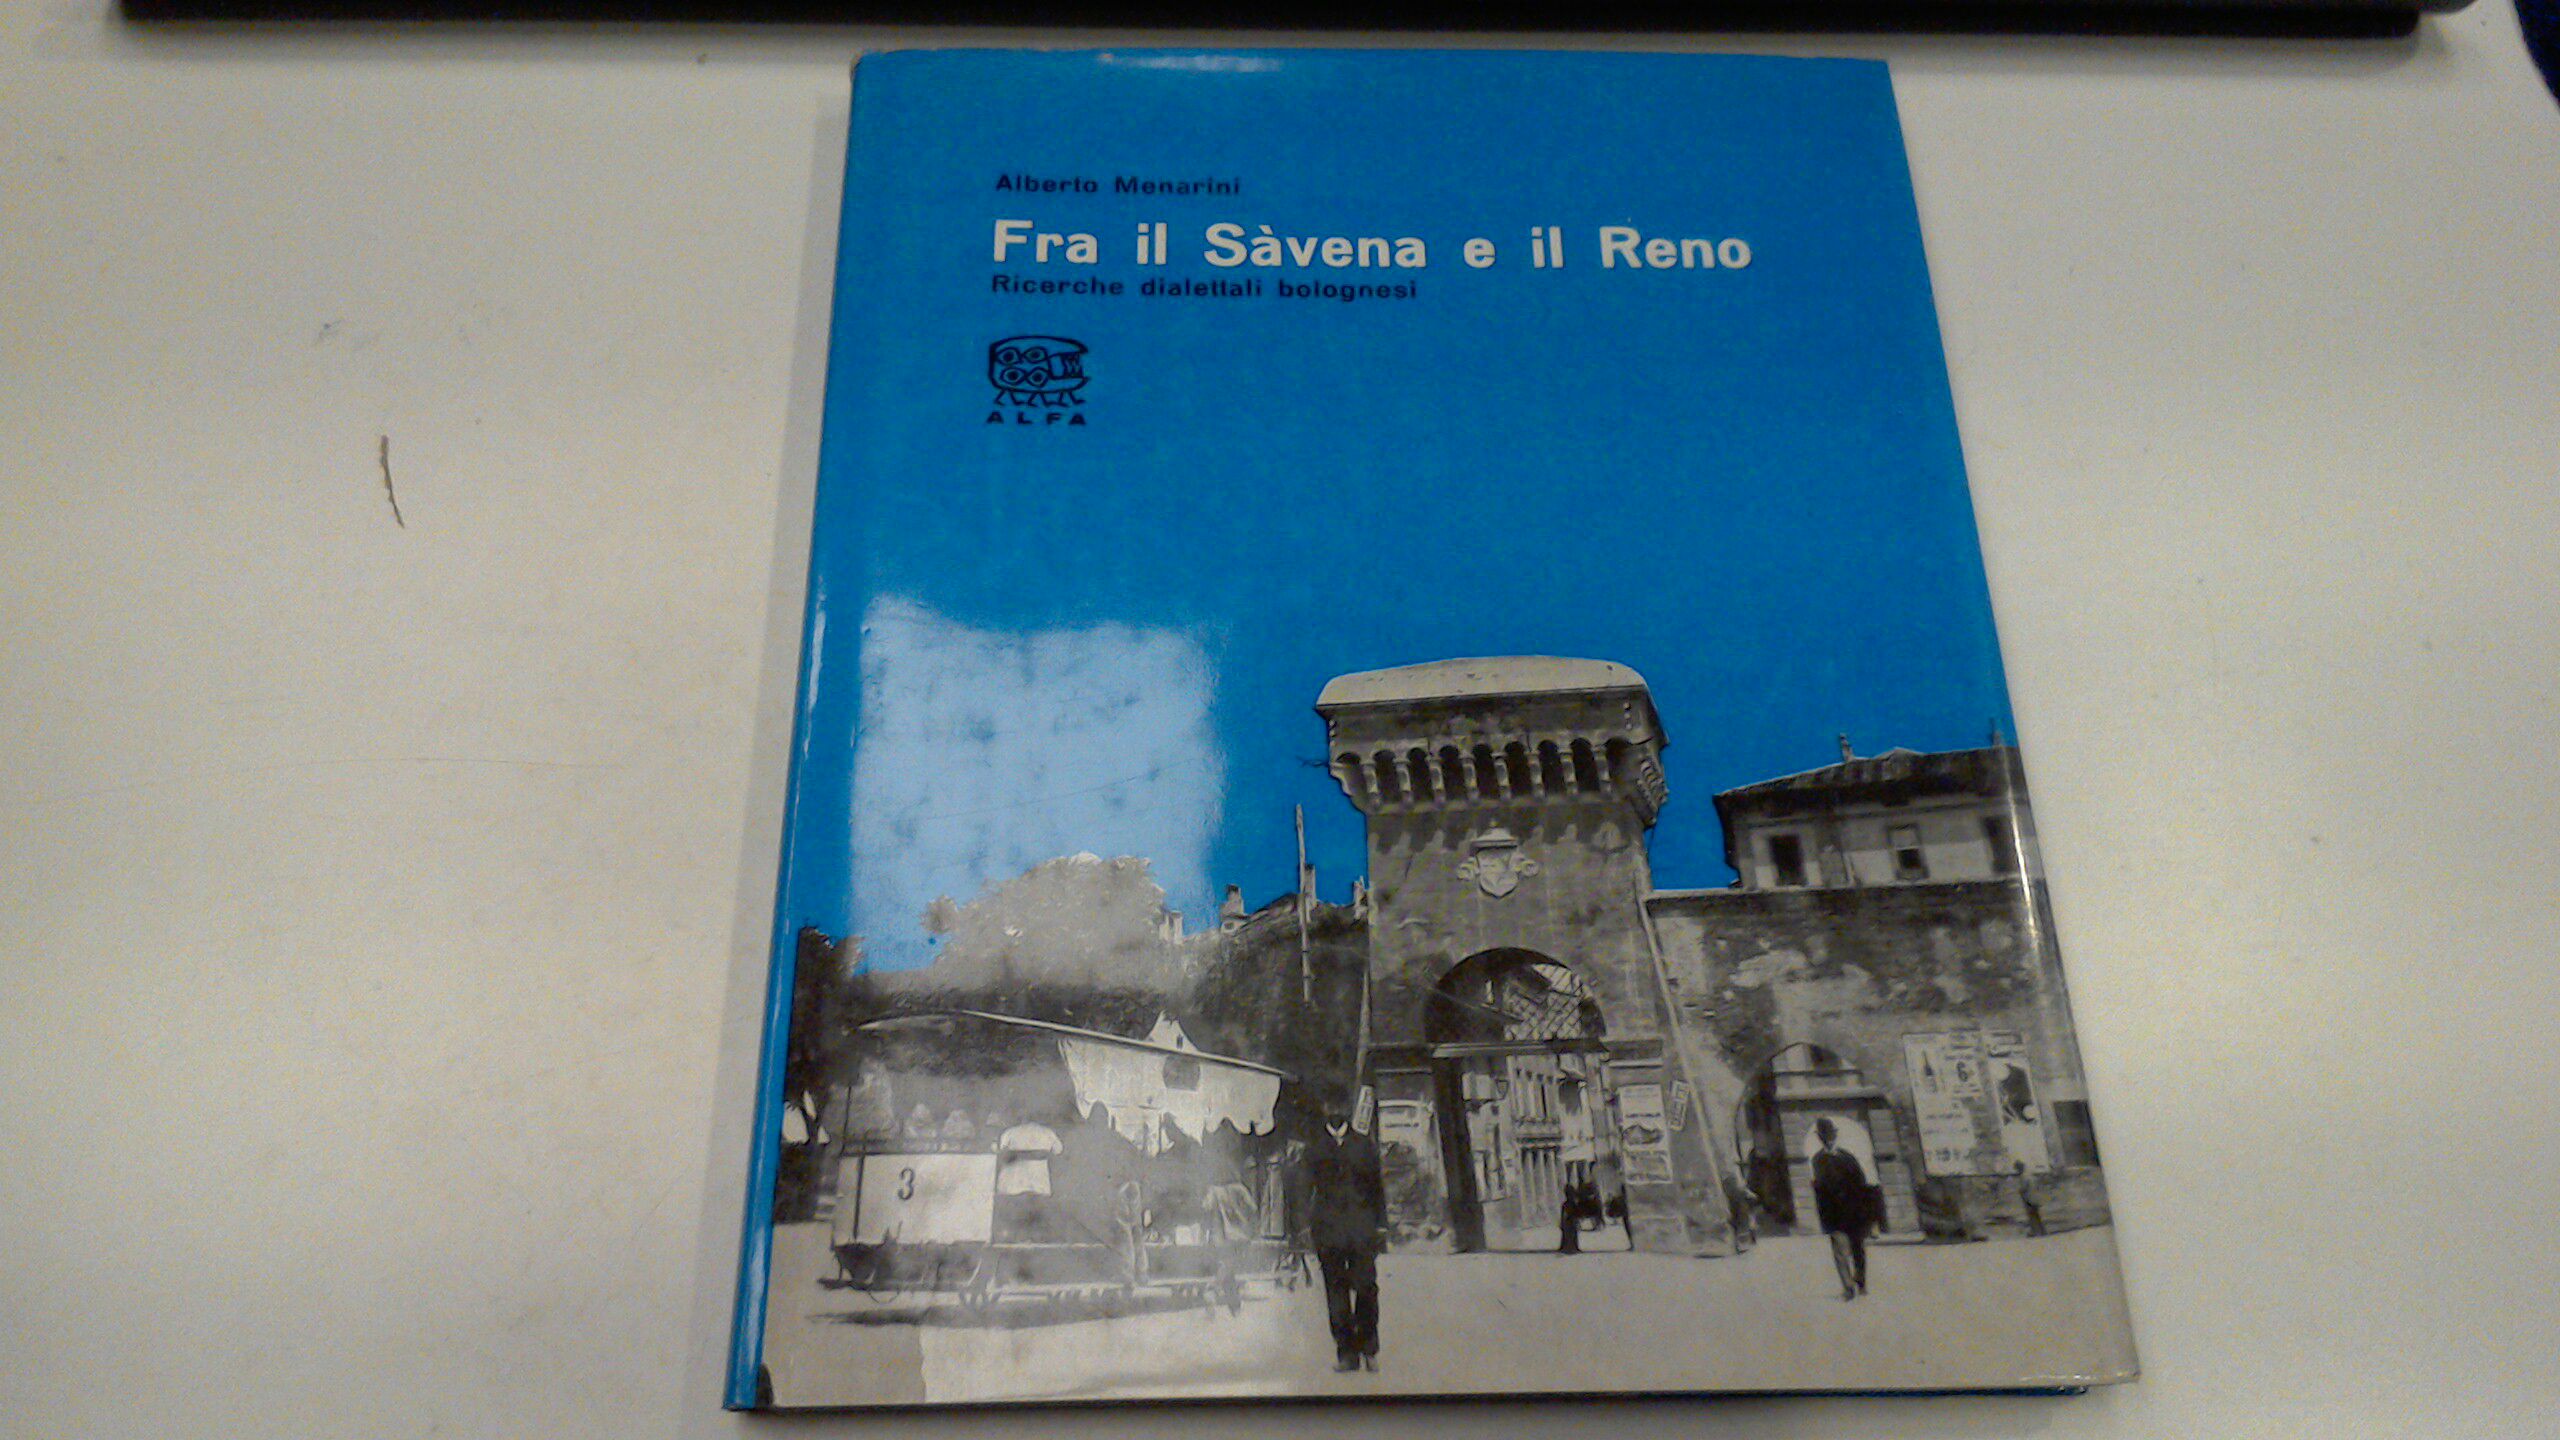 Alberto Menarini
Fra il Sàvena e il Reno
Ricerche dialettali bolognesi
ALFA
3